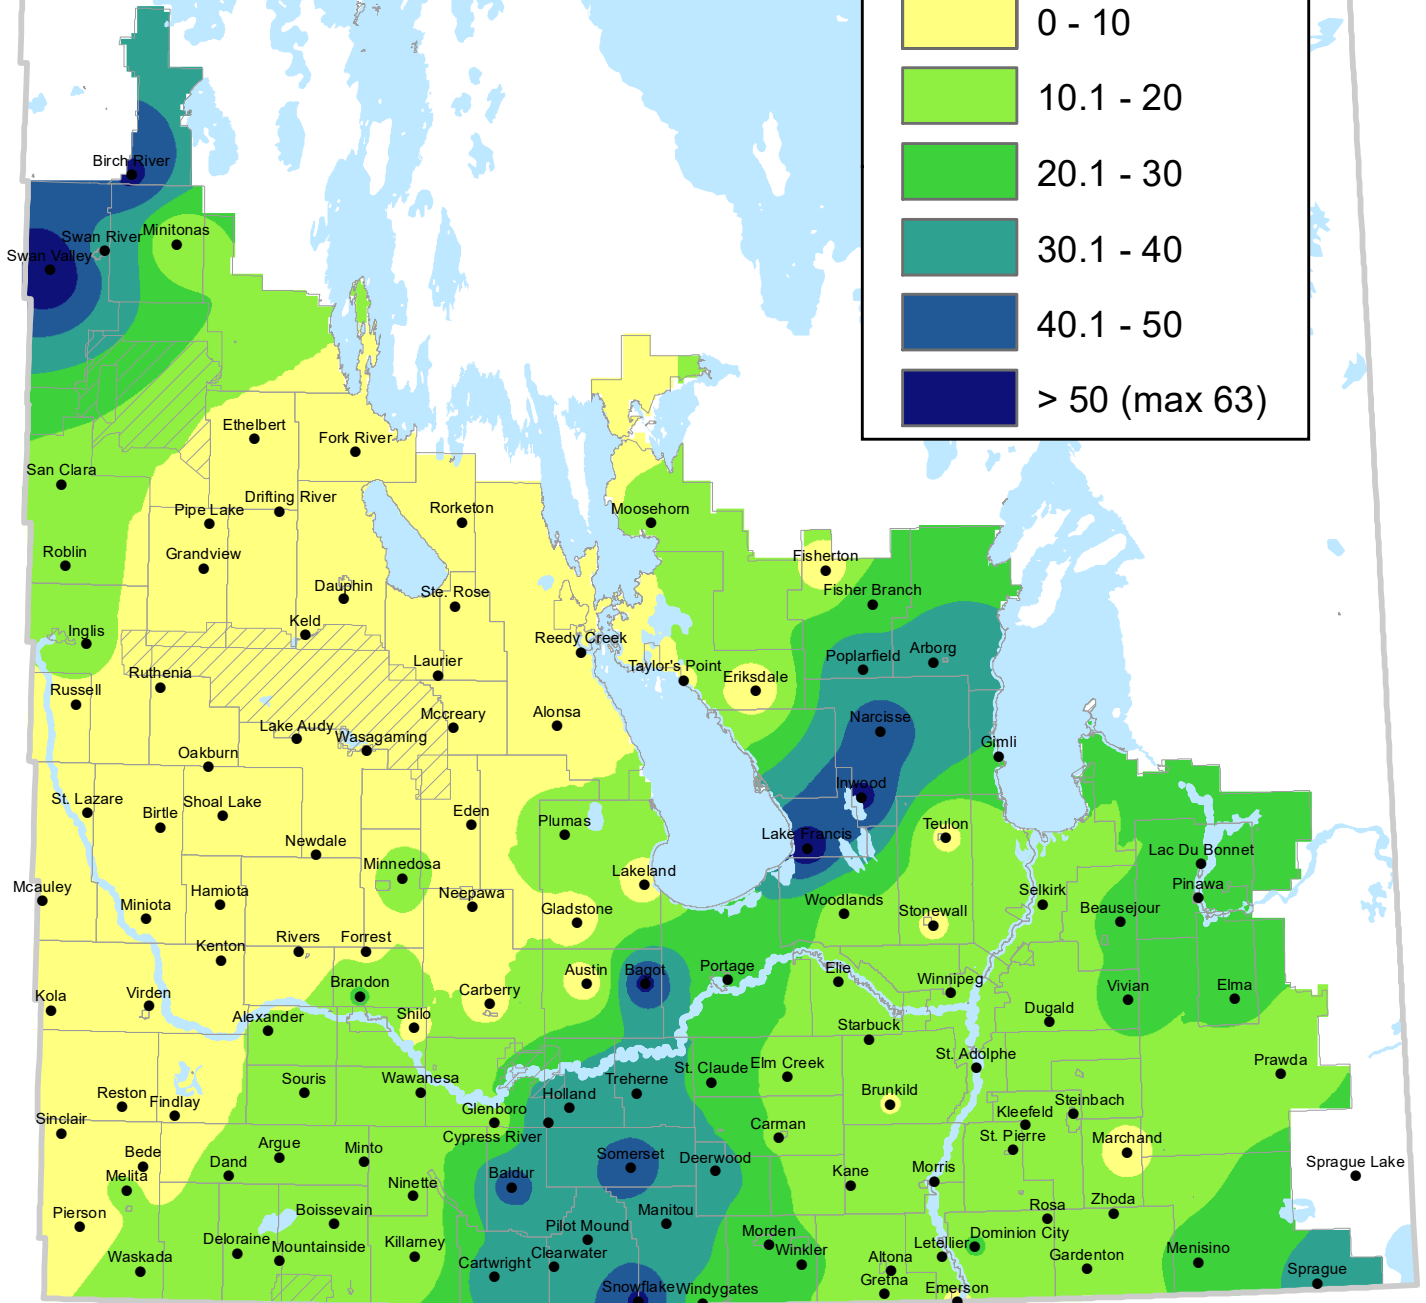 0 - 10
10.1 - 20
20.1 - 30
30.1 - 40
40.1 - 50
> 50 (max 63)
Birch River
Minitonas
Swan River
Swan Valley
Ethelbert
Fork River
San Clara
Drifting River
Pipe Lake
Rorketon
Moosehorn
Roblin
Grandview
Fisherton
Dauphin
Ste. Rose
Fisher Branch
Keld
Inglis
Reedy Creek
Arborg
Poplarfield
Laurier
Taylor's Point
Ruthenia
Eriksdale
Russell
Mccreary
Alonsa
Narcisse
Lake Audy
Wasagaming
Gimli
Oakburn
Inwood
St. Lazare
Shoal Lake
Birtle
Eden
Plumas
Teulon
Lake Francis
Newdale
Lac Du Bonnet
Minnedosa
Lakeland
Mcauley
Hamiota
Neepawa
Pinawa
Selkirk
Miniota
Gladstone
Woodlands
Stonewall
Beausejour
Rivers
Forrest
Kenton
Austin
Bagot
Portage
Elie
Winnipeg
Brandon
Kola
Virden
Carberry
Vivian
Elma
Alexander
Shilo
Dugald
Starbuck
St. Adolphe
St. Claude
Elm Creek
Prawda
Souris
Wawanesa
Treherne
Reston
Findlay
Holland
Brunkild
Steinbach
Glenboro
Kleefeld
Sinclair
Cypress River
Carman
St. Pierre
Marchand
Argue
Minto
Bede
Somerset
Deerwood
Dand
Sprague Lake
Melita
Baldur
Kane
Morris
Ninette
Pierson
Boissevain
Manitou
Rosa
Zhoda
Pilot Mound
Morden
Dominion City
Deloraine
Mountainside
Killarney
Winkler
Letellier
Waskada
Clearwater
Altona
Gardenton
Menisino
Cartwright
Sprague
Gretna
Snowflake
Windygates
Emerson